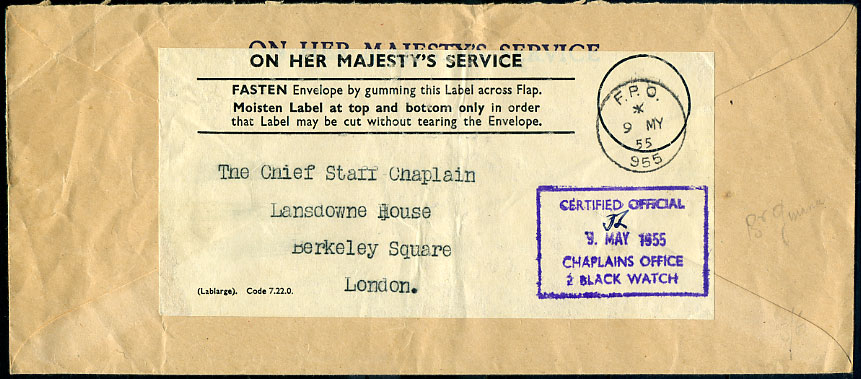 ON HER MAJESTY'S SERVICE
ON HER MAJESTY'S SERVICE
FASTEN Envelope by gumming this Label across Flap.
Moisten Label at top and bottom only in order
that Label may be cut without tearing the Envelope.
F.P.O.
*
9 MY
55
955
The Chief Staff Chaplain
Lansdowne House
Berkeley Square
London.
(Lablarge). Code 7.22.0.
CERTIFIED OFFICIAL
9. MAY 1955
CHAPLAINS OFFICE
2 BLACK WATCH